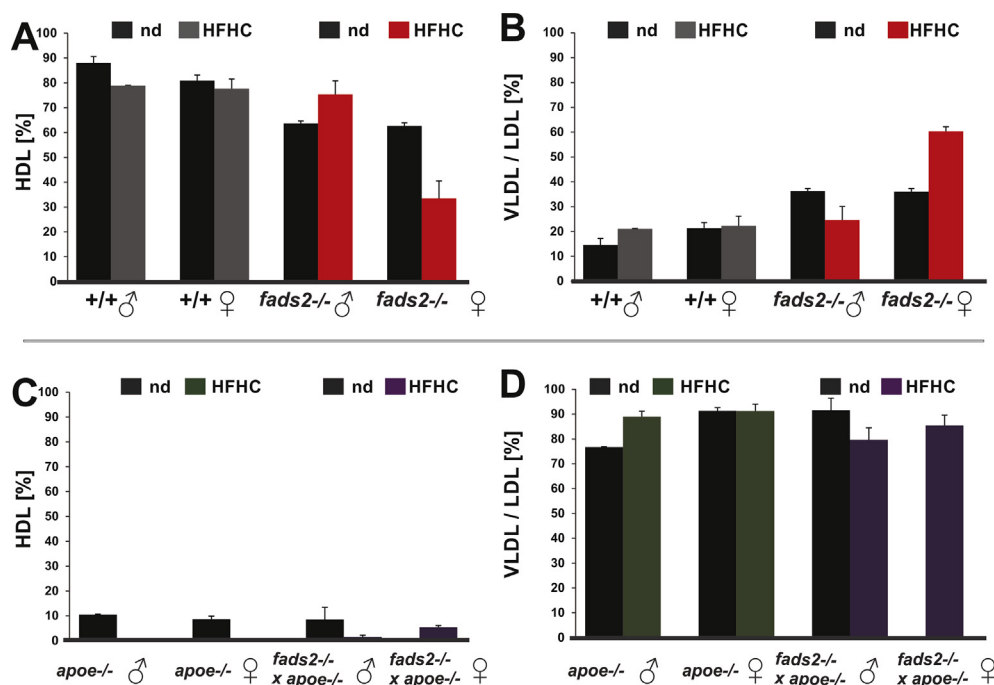 A
nd HFHC nd HFHC
HDL [%]
100
90
80
70
60
50
40
30
20
10
0
+/+♂ +/+ ♀ fads2-/-♂ fads2-/- ♀
B
nd HFHC nd HFHC
VLDL / LDL [%]
100
90
80
70
60
50
40
30
20
10
0
+/+♂ +/+ ♀ fads2-/-♂ fads2-/-♀
C
nd HFHC nd HFHC
HDL [%]
100
90
80
70
60
50
40
30
20
10
0
apoe-/- ♂ apoe-/- ♀ fads2-/- ♂ fads2-/- ♀
x apoe-/- x apoe-/-
D
nd HFHC nd HFHC
VLDL / LDL [%]
100
90
80
70
60
50
40
30
20
10
0
apoe-/- ♂ apoe-/- ♀ fads2-/- ♂ fads2-/- ♀
x apoe-/- x apoe-/-